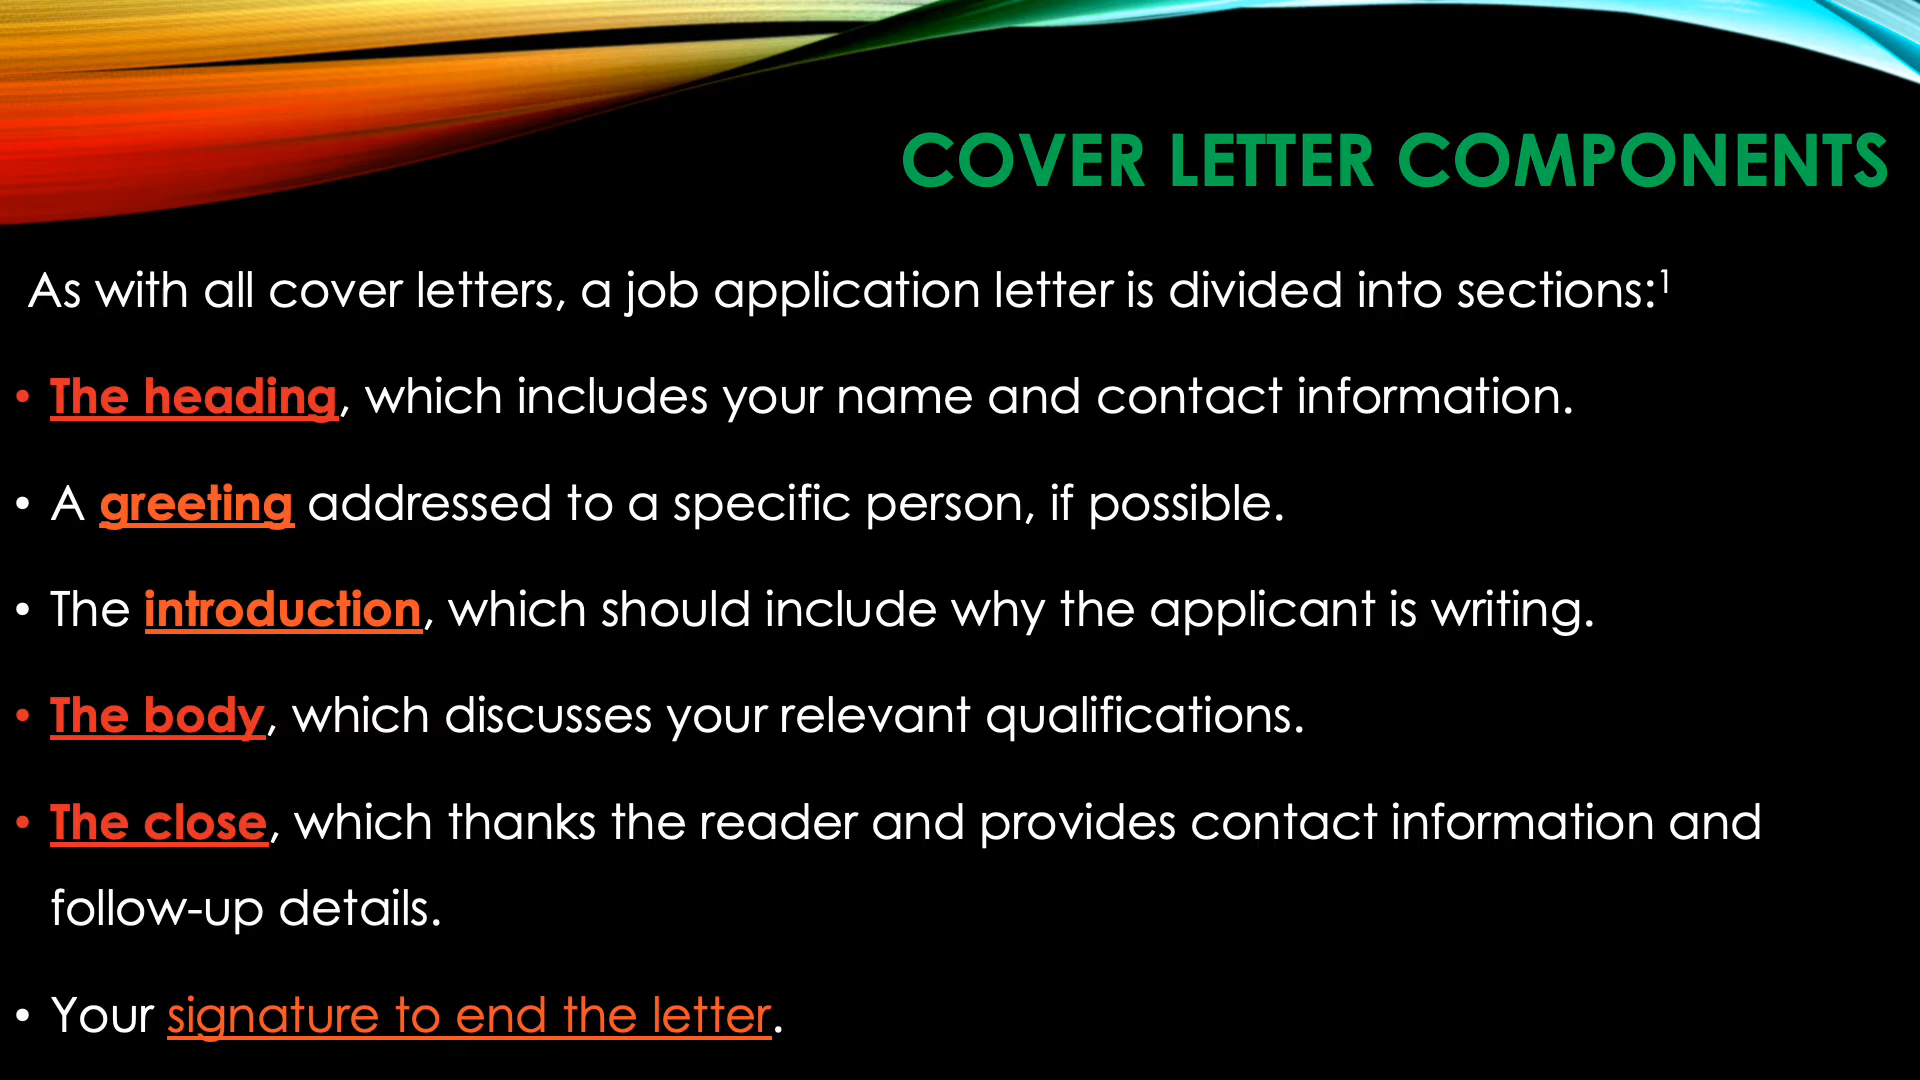 COVER LETTER COMPONENTS
As with all cover letters, a job application letter is divided into sections:¹
• The heading, which includes your name and contact information.
• A greeting addressed to a specific person, if possible.
• The introduction, which should include why the applicant is writing.
• The body, which discusses your relevant qualifications.
• The close, which thanks the reader and provides contact information and
follow-up details.
• Your signature to end the letter.